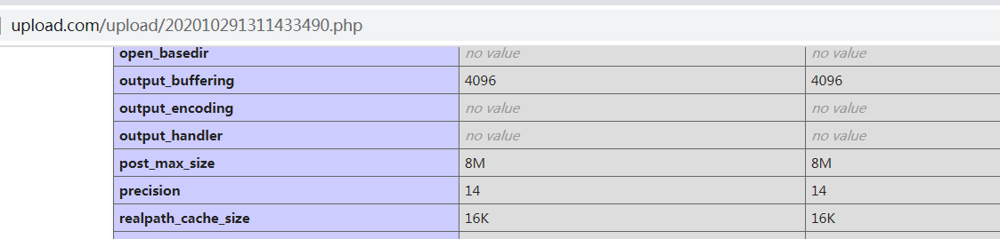 upload.com/upload/202010291311433490.php
open_basedir no value no value
output_buffering 4096 4096
output_encoding no value no value
output_handler no value no value
post_max_size 8M 8M
precision 14 14
realpath_cache_size 16K 16K